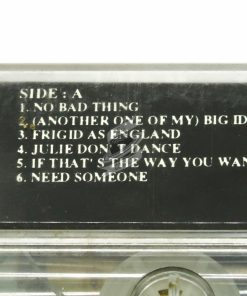 SIDE : A
1. NO BAD THING
2. (ANOTHER ONE OF MY) BIG ID
3. FRIGID AS ENGLAND
4. JULIE DON'T DANCE
5. IF THAT'S THE WAY YOU WAN
6. NEED SOMEONE